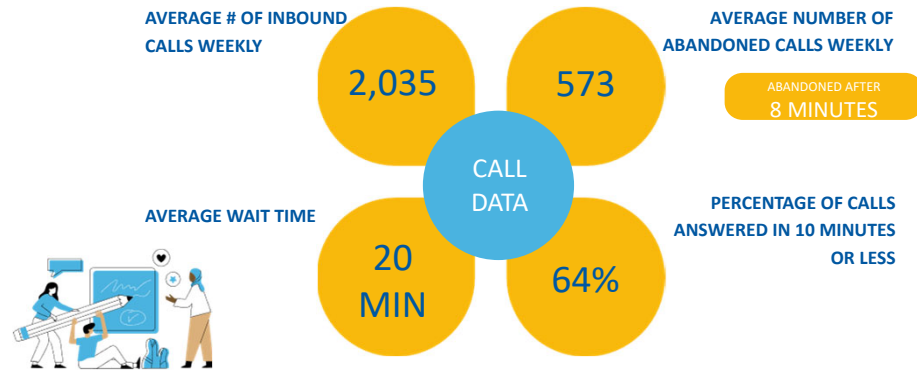 AVERAGE # OF INBOUND
CALLS WEEKLY
2,035
573
AVERAGE NUMBER OF
ABANDONED CALLS WEEKLY
ABANDONED AFTER
8 MINUTES
CALL
DATA
AVERAGE WAIT TIME
20
MIN
64%
PERCENTAGE OF CALLS
ANSWERED IN 10 MINUTES
OR LESS